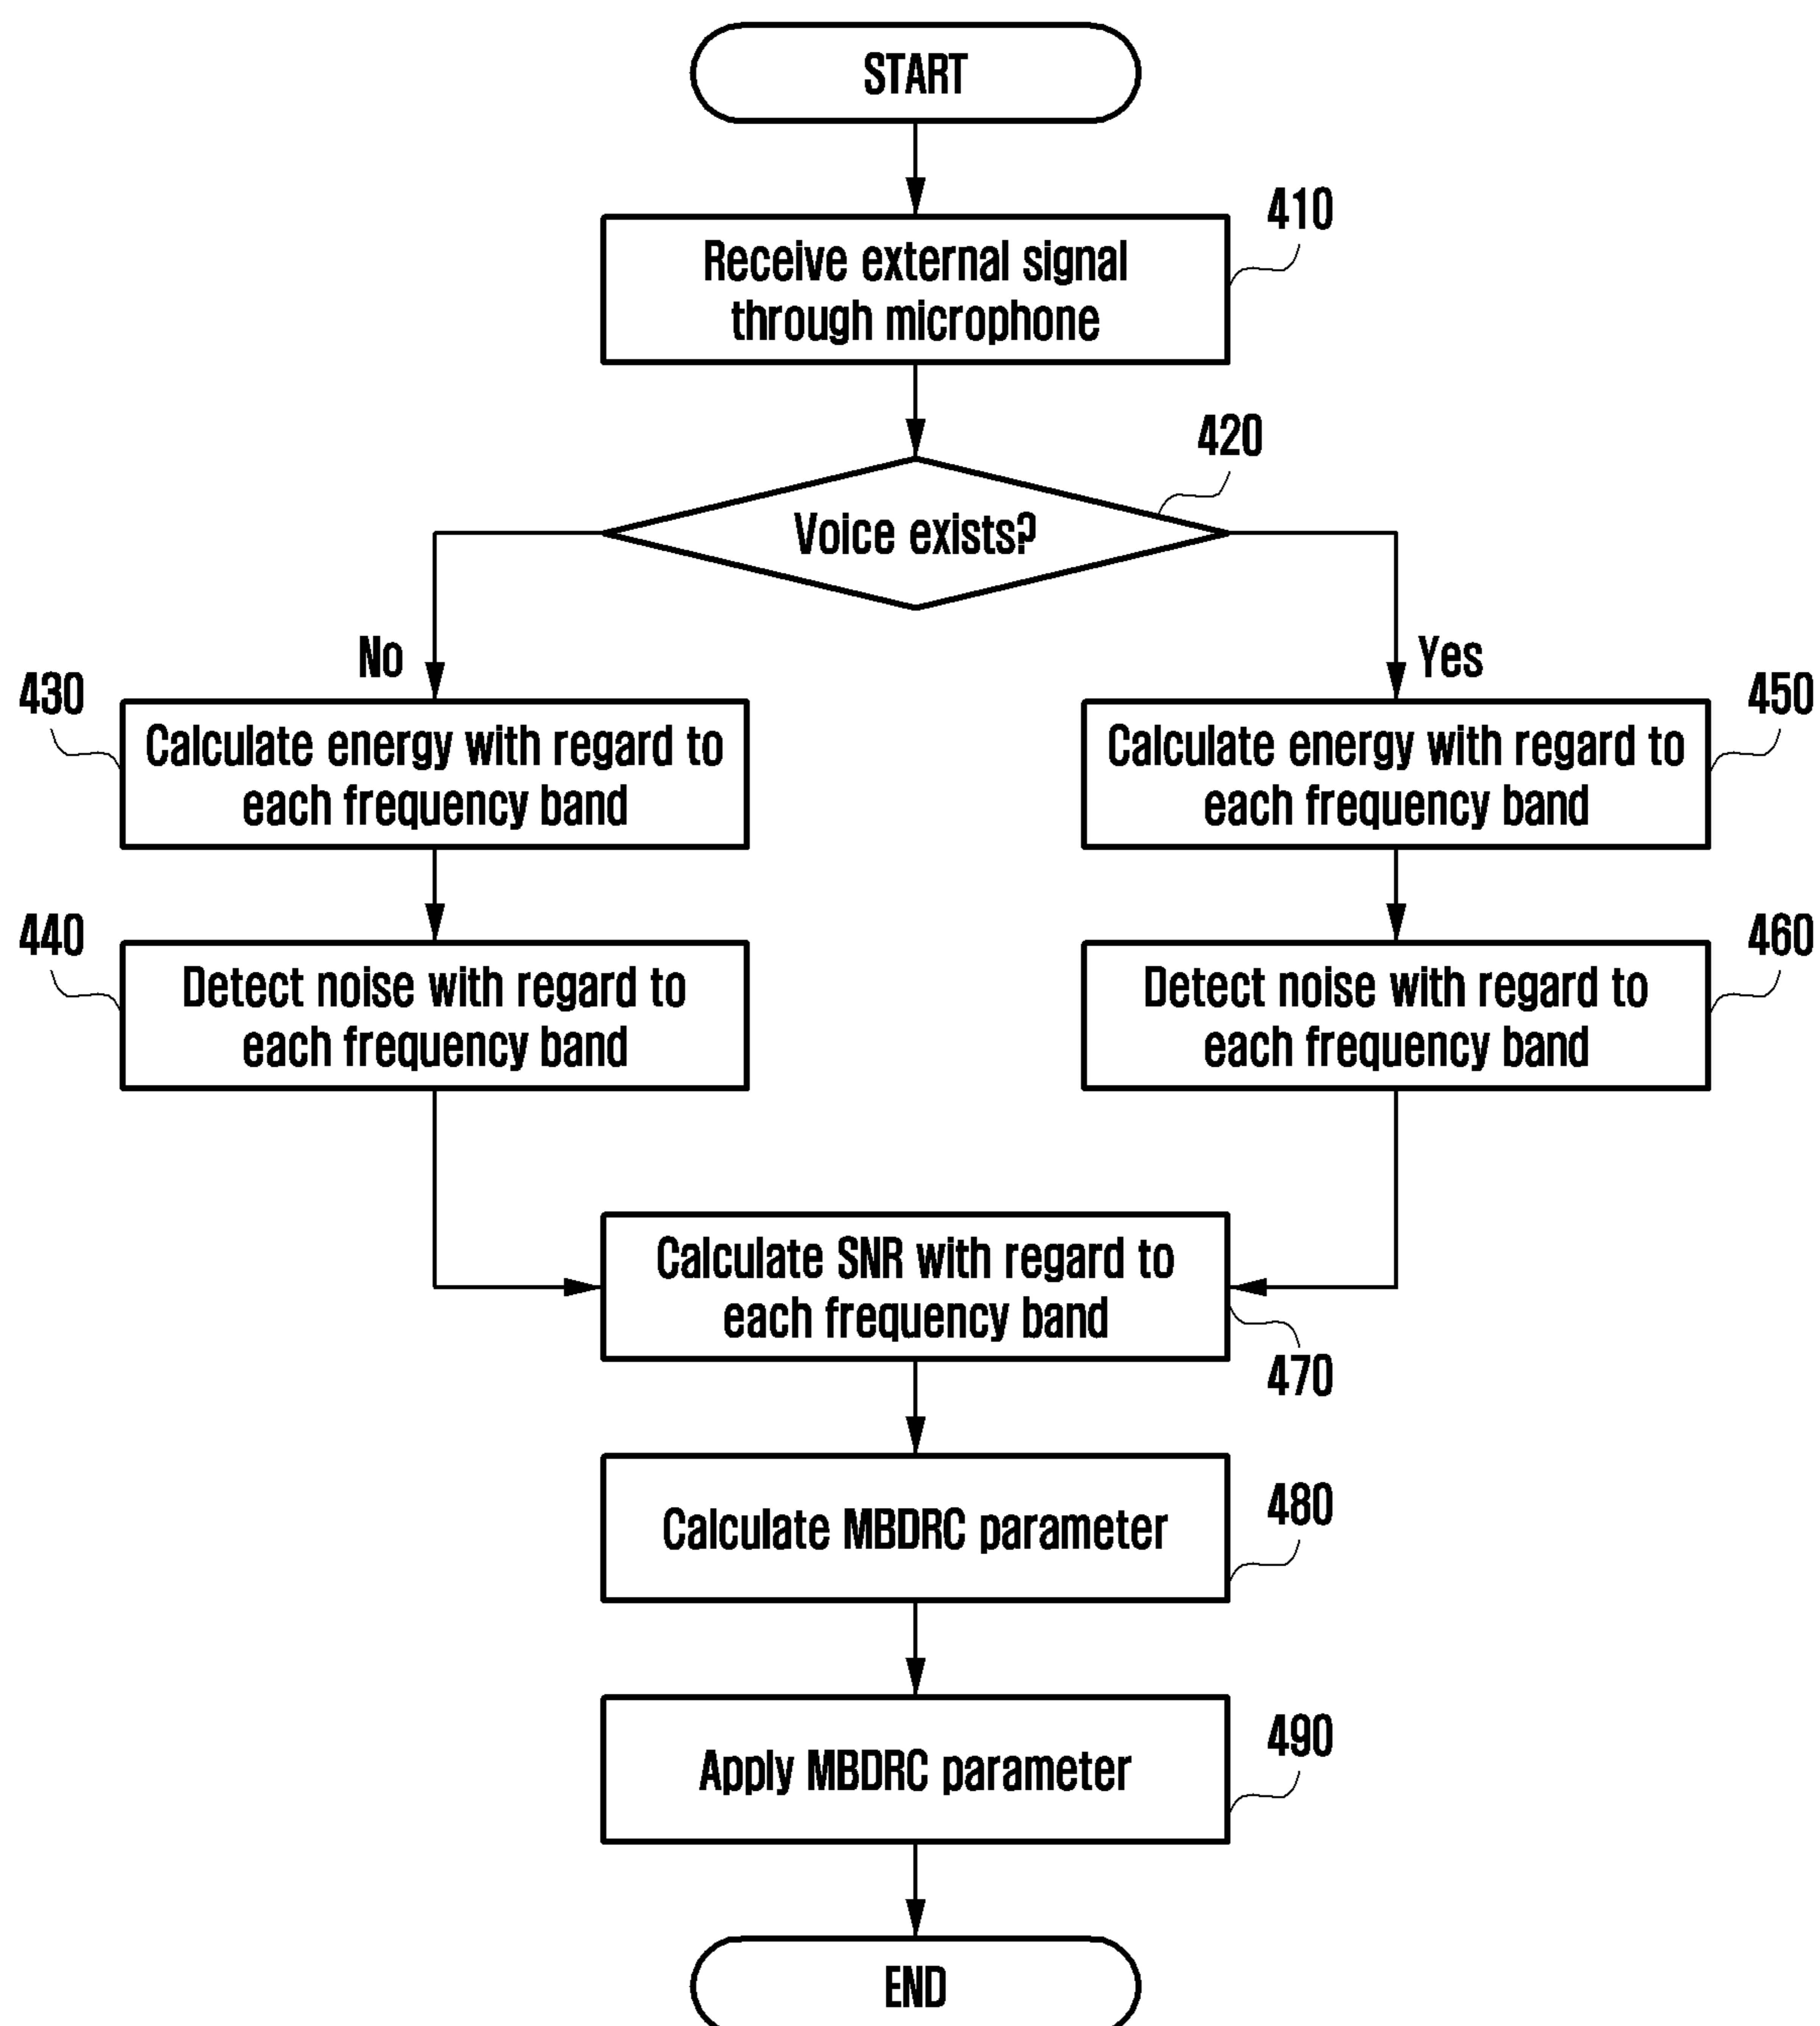 START
410
Receive external signal
through microphone
420
Voice exists?
No
Yes
430
Calculate energy with regard to
each frequency band
450
Calculate energy with regard to
each frequency band
440
Detect noise with regard to
each frequency band
460
Detect noise with regard to
each frequency band
Calculate SNR with regard to
each frequency band
470
480
Calculate MBDRC parameter
490
Apply MBDRC parameter
END